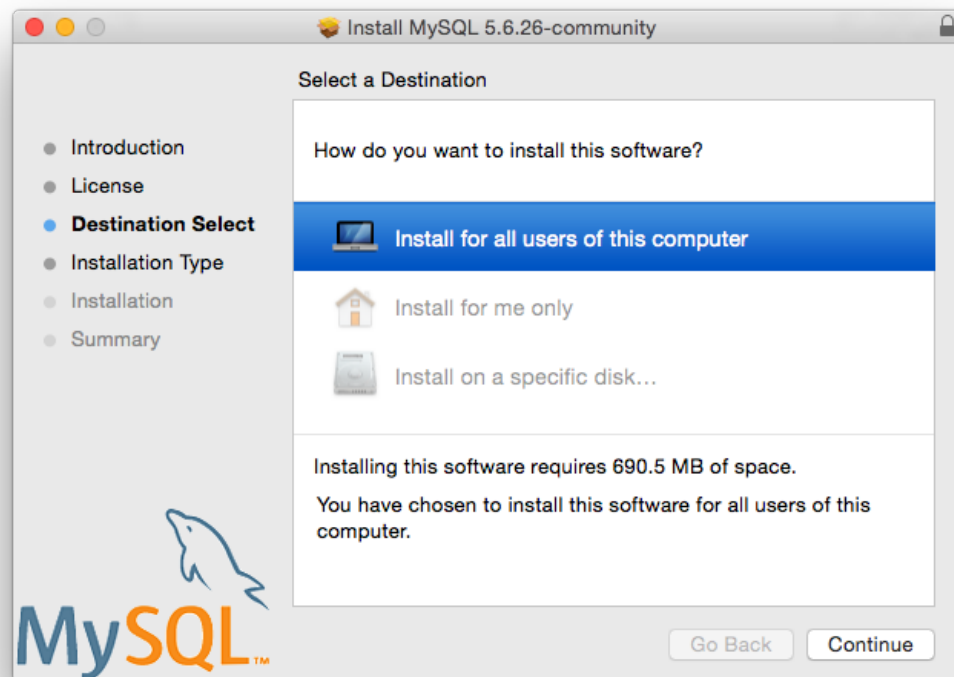 Install MySQL 5.6.26-community
Select a Destination
Introduction
License
Destination Select
Installation Type
Installation
Summary
How do you want to install this software?
Install for all users of this computer
Install for me only
Install on a specific disk...
Installing this software requires 690.5 MB of space.
You have chosen to install this software for all users of this
computer.
MySQL™
Go Back
Continue